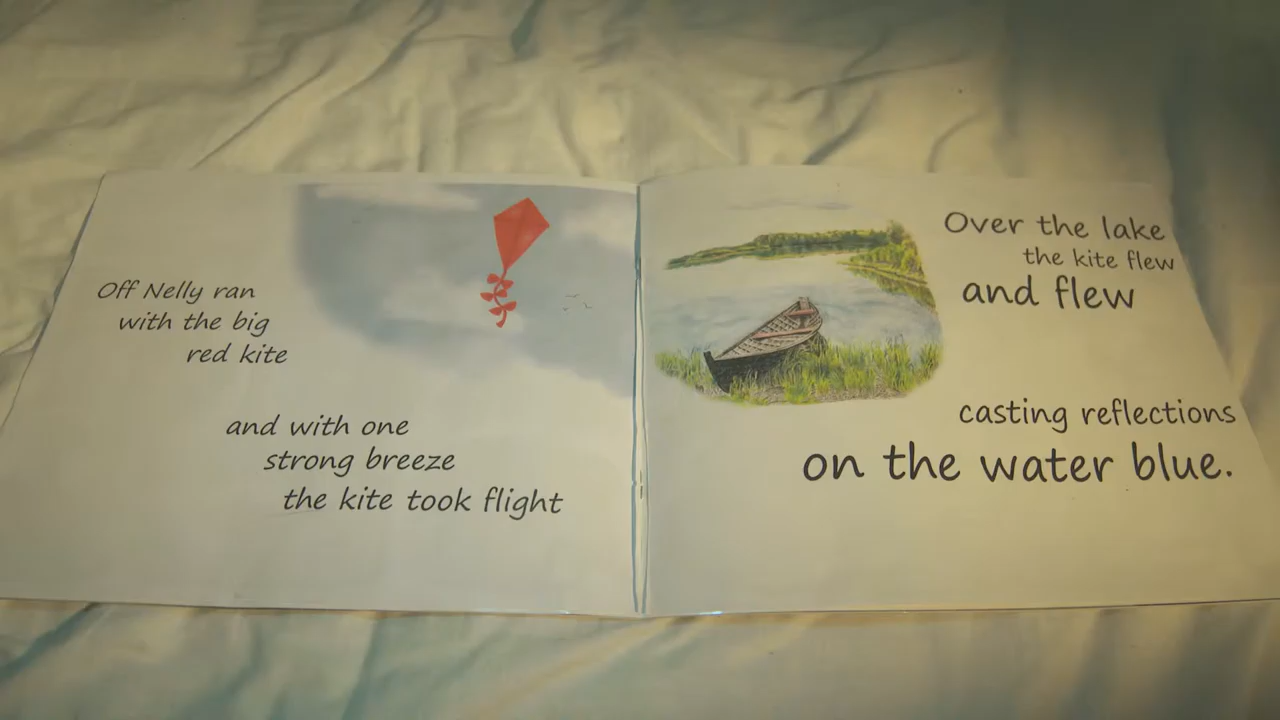 Off Nelly ran
with the big
red kite
and with one
strong breeze
the kite took flight
Over the lake
the kite flew
and flew
casting reflections
on the water blue.